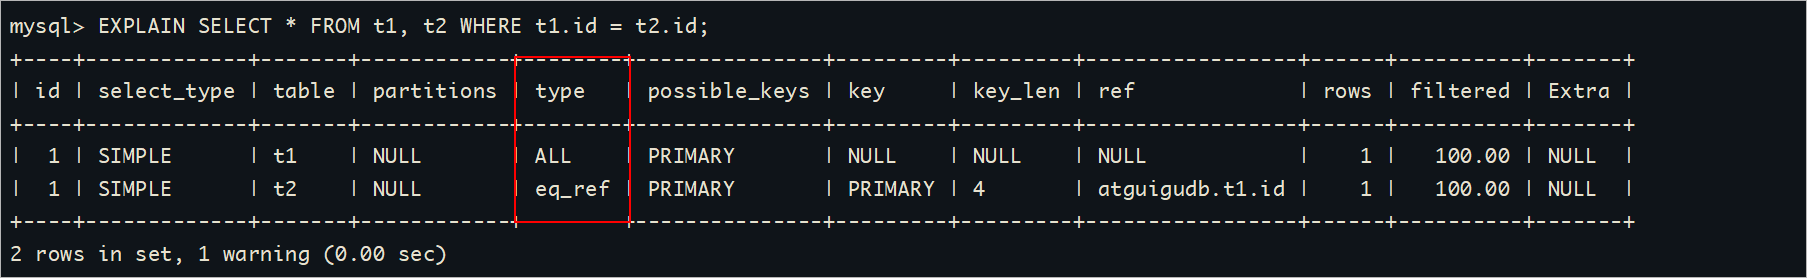 mysql> EXPLAIN SELECT * FROM t1, t2 WHERE t1.id = t2.id;
+----+-------------+-------+------------+--------+---------------+---------+---------+------------------+------+----------+-------+
| id | select_type | table | partitions | type   | possible_keys | key     | key_len | ref              | rows | filtered | Extra |
+----+-------------+-------+------------+--------+---------------+---------+---------+------------------+------+----------+-------+
|  1 | SIMPLE      | t1    | NULL       | ALL    | PRIMARY       | NULL    | NULL    | NULL             |    1 |   100.00 | NULL  |
|  1 | SIMPLE      | t2    | NULL       | eq_ref | PRIMARY       | PRIMARY | 4       | atguigudb.t1.id |    1 |   100.00 | NULL  |
+----+-------------+-------+------------+--------+---------------+---------+---------+------------------+------+----------+-------+
2 rows in set, 1 warning (0.00 sec)